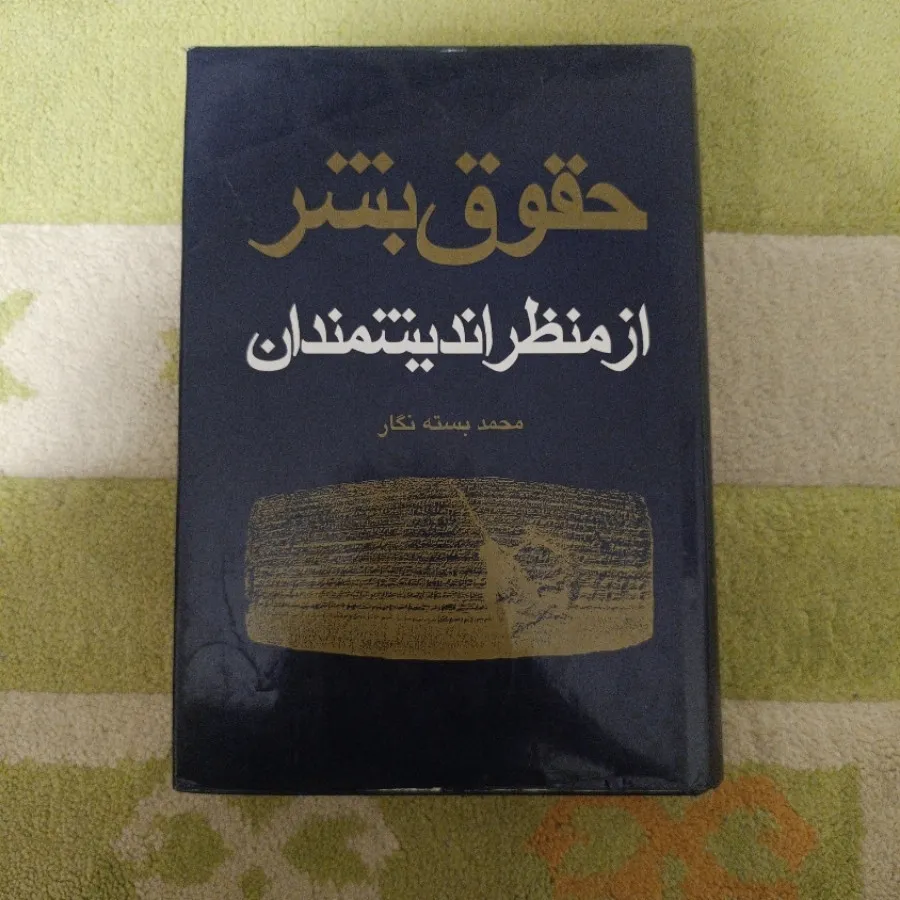 حقوق بشر
از منظر اندیشمندان
محمد بسته نگار